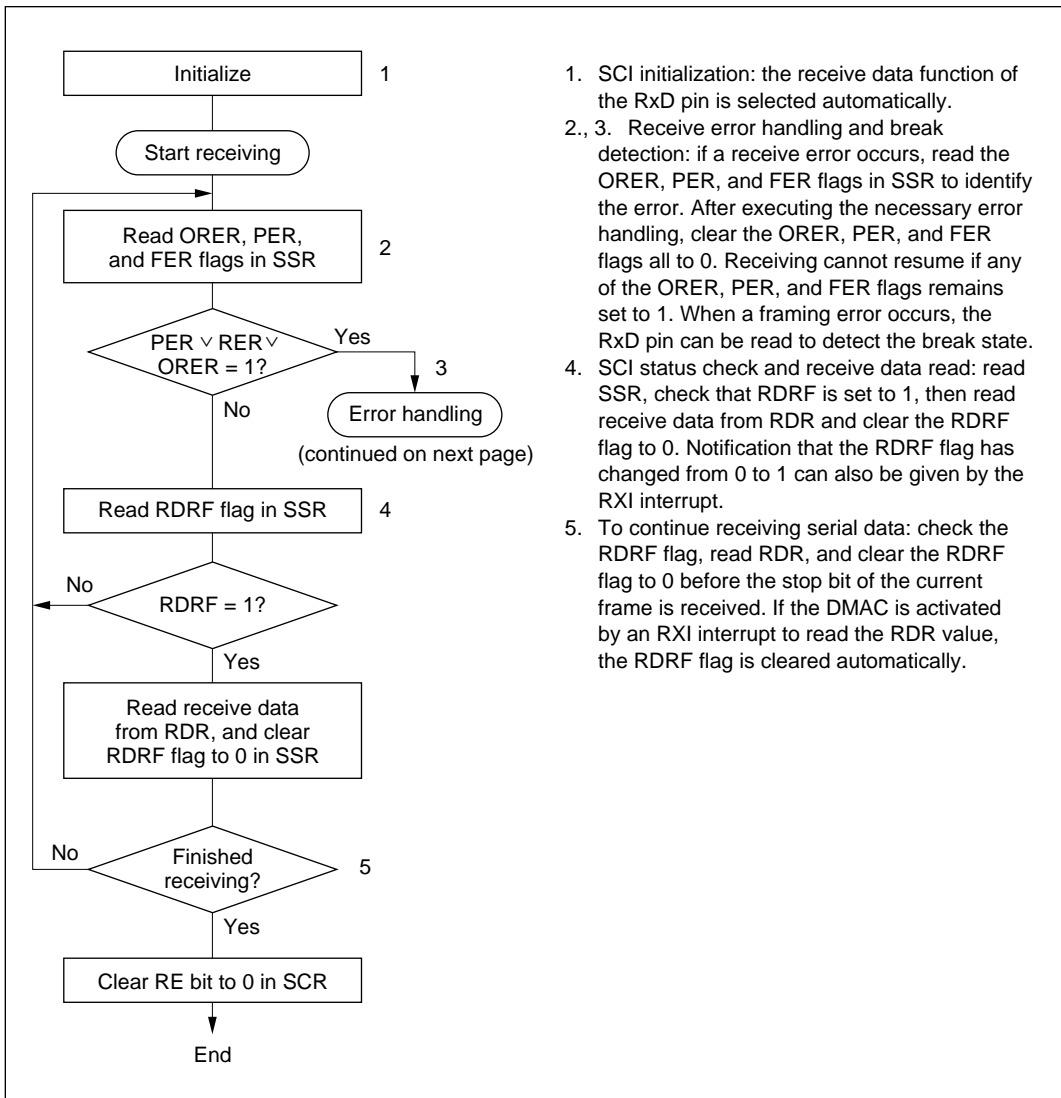 Initialize
1
Start receiving
Read ORER, PER,
and FER flags in SSR
2
PER ∨ RER ∨
ORER = 1?
Yes
3
No
Error handling
(continued on next page)
Read RDRF flag in SSR
4
No
RDRF = 1?
Yes
Read receive data
from RDR, and clear
RDRF flag to 0 in SSR
No
Finished
receiving?
5
Yes
Clear RE bit to 0 in SCR
End
1. SCI initialization: the receive data function of
the RxD pin is selected automatically.
2., 3. Receive error handling and break
detection: if a receive error occurs, read the
ORER, PER, and FER flags in SSR to identify
the error. After executing the necessary error
handling, clear the ORER, PER, and FER
flags all to 0. Receiving cannot resume if any
of the ORER, PER, and FER flags remains
set to 1. When a framing error occurs, the
RxD pin can be read to detect the break state.
4. SCI status check and receive data read: read
SSR, check that RDRF is set to 1, then read
receive data from RDR and clear the RDRF
flag to 0. Notification that the RDRF flag has
changed from 0 to 1 can also be given by the
RXI interrupt.
5. To continue receiving serial data: check the
RDRF flag, read RDR, and clear the RDRF
flag to 0 before the stop bit of the current
frame is received. If the DMAC is activated
by an RXI interrupt to read the RDR value,
the RDRF flag is cleared automatically.